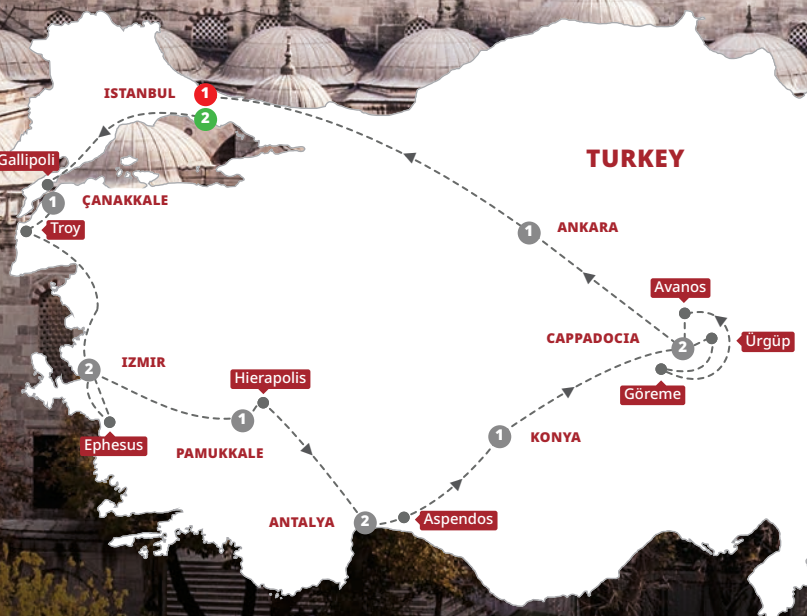 ISTANBUL
1
2
TURKEY
Gallipoli
1
ÇANAKKALE
Troy
1
ANKARA
Avanos
CAPPADOCIA
2
Ürgüp
Göreme
2
IZMIR
Hierapolis
1
PAMUKKALE
Ephesus
1
KONYA
ANTALYA
2
Aspendos